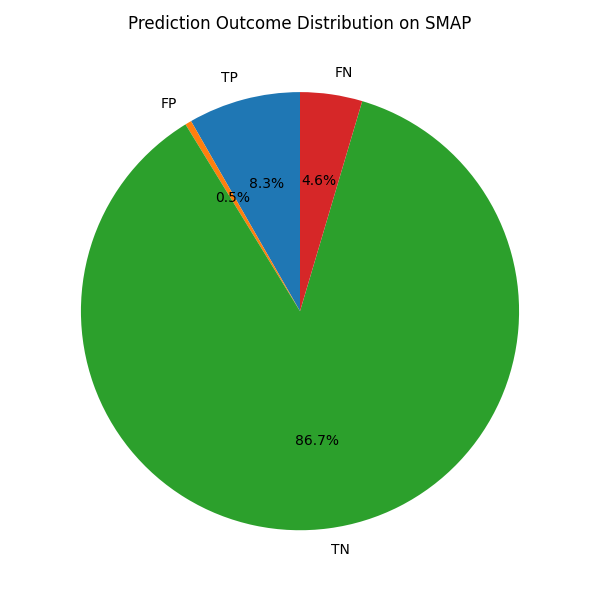 Prediction Outcome Distribution on SMAP
FN
TP
FP
4.6%
8.3%
0.5%
86.7%
TN